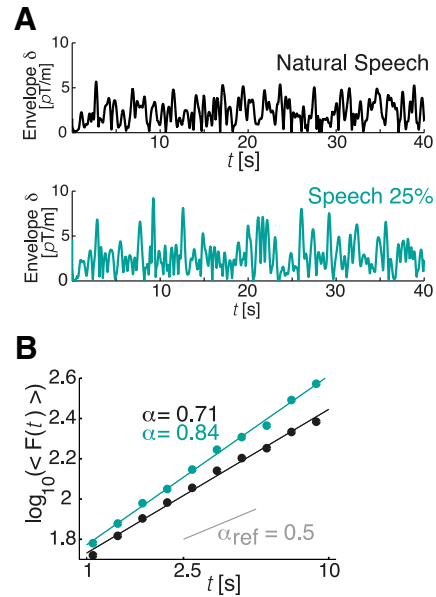 A
Envelope δ
[pT/m]
10
5
0
Natural Speech
0 10 20 30 40
t [s]
Envelope δ
[pT/m]
10
5
0
Speech 25%
0 10 20 30 40
t [s]
B
log10(< F(t) >)
2.6
2.4
2.2
2
1.8
α= 0.71
α= 0.84
αref = 0.5
1 2.5 10
t [s]